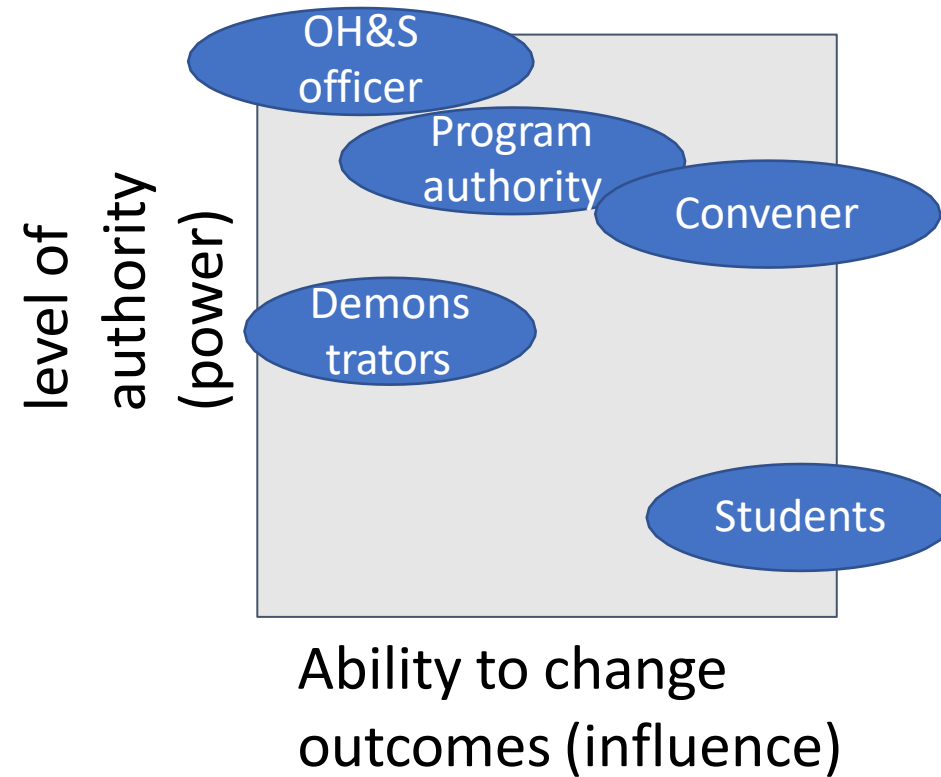 OH&S
officer
Program
authority
Convener
level of
authority
(power)
Demons
trators
Students
Ability to change
outcomes (influence)